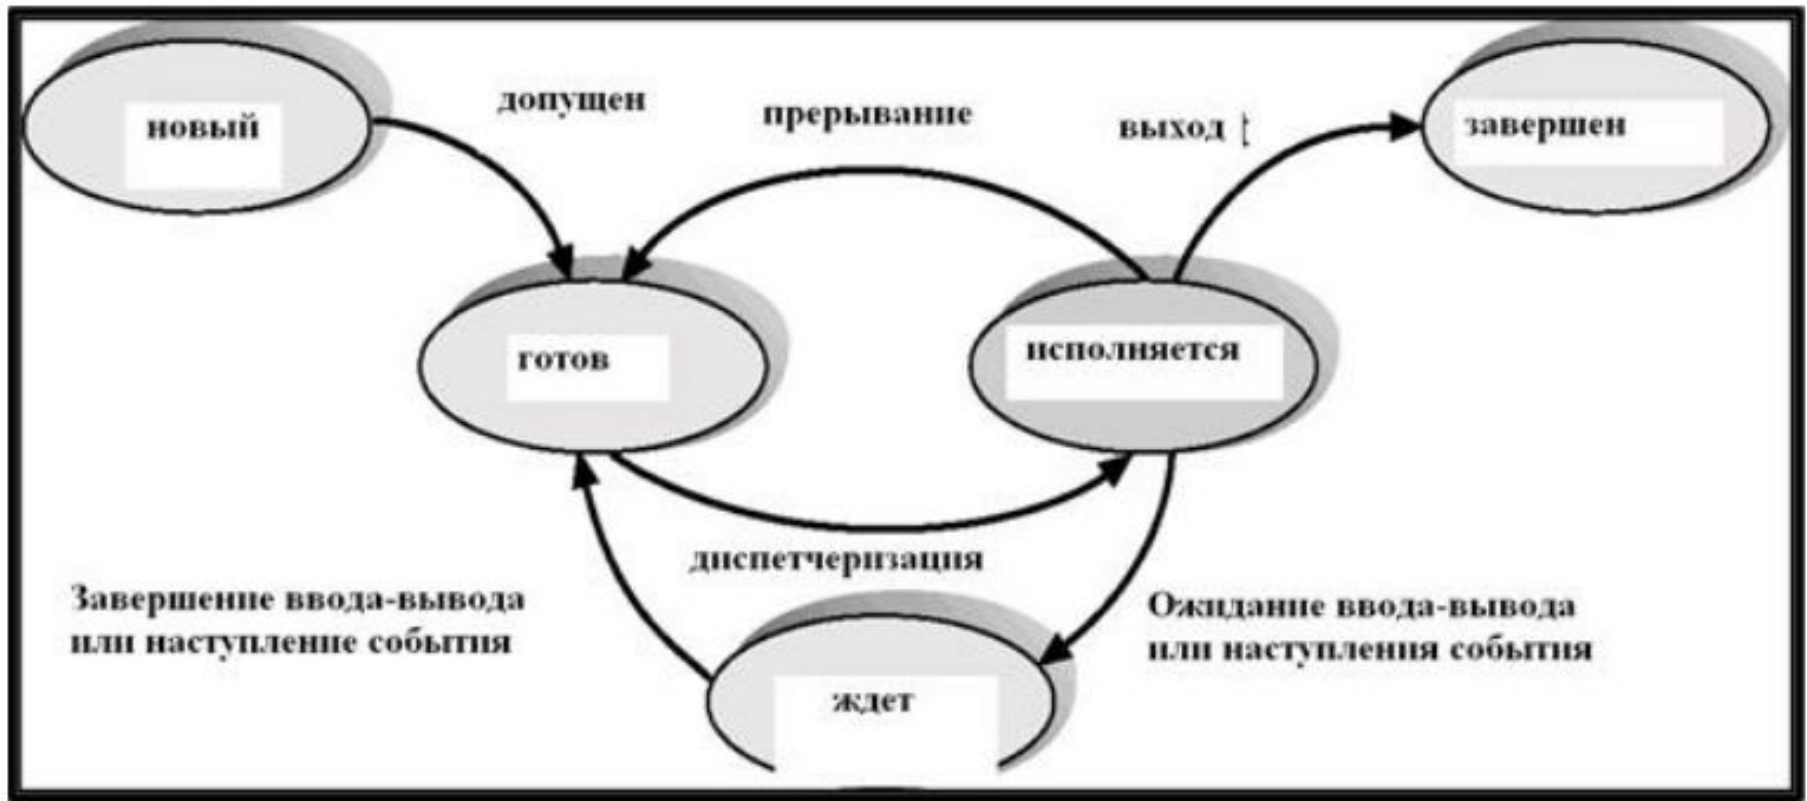 новый
допущен
прерывание
выход
завершен
готов
исполняется
диспетчеризация
Завершение ввода-вывода
или наступление события
Ожидание ввода-вывода
или наступления события
ждет